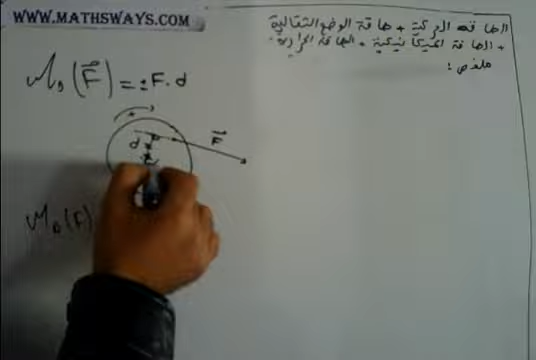 WWW.MATHSWAYS.COM
الطاقة الحركية + طاقة الوضع الثقالية
+ الطاقة الميكانيكية + الطاقة الحرارية.
ملخص:
M₀(F⃗) = ± F. d
+
d
F⃗
M₀(F)